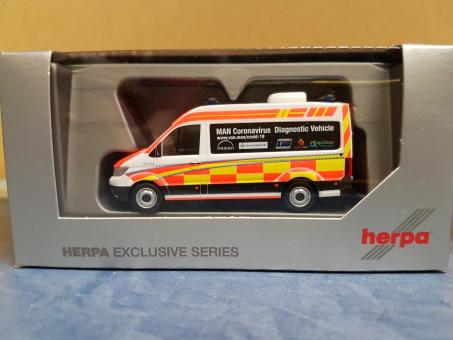 MAN Coronavirus Diagnostic Vehicle
www.van.man/covid-19
MAN
HERPA EXCLUSIVE SERIES
herpa